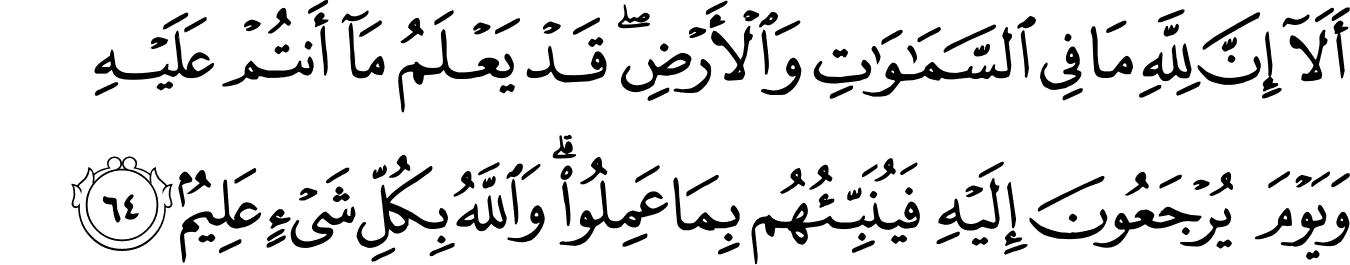 أَلَآ إِنَّ لِلَّهِ مَا فِى ٱلسَّمَـٰوَٰتِ وَٱلْأَرْضِ ۖ قَدْ يَعْلَمُ مَآ أَنتُمْ عَلَيْهِ
وَيَوْمَ يُرْجَعُونَ إِلَيْهِ فَيُنَبِّئُهُم بِمَا عَمِلُوا۟ ۗ وَٱللَّهُ بِكُلِّ شَىْءٍ عَلِيمٌۢ ٦٤